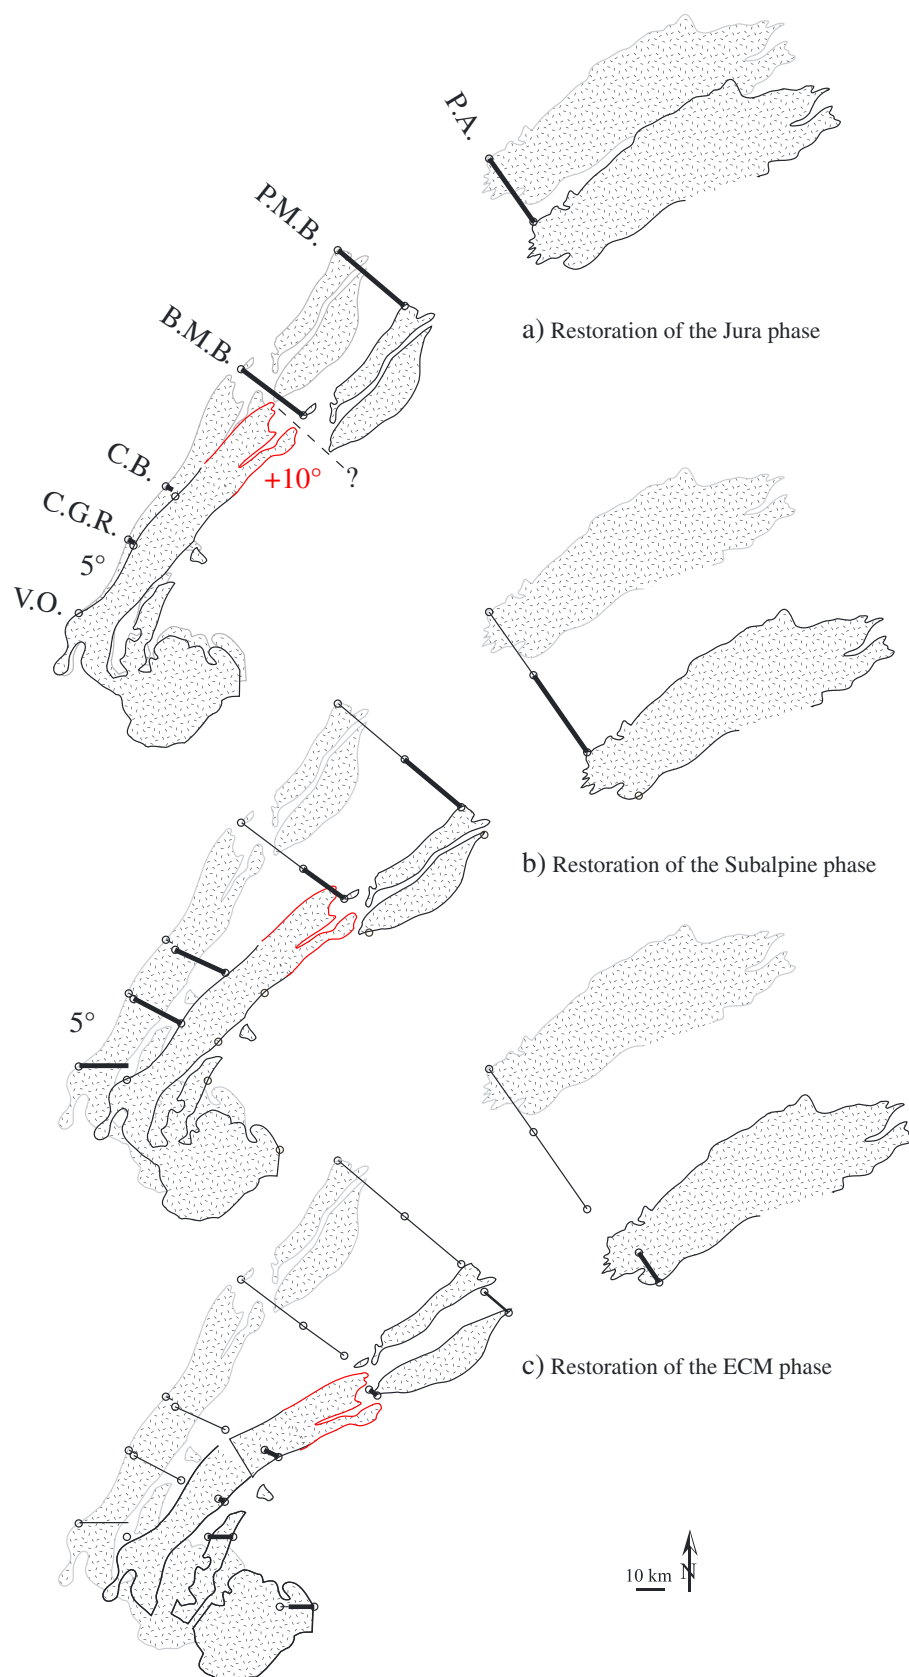 P.A.
P.M.B.
a) Restoration of the Jura phase
B.M.B.
C.B.
+10°
?
C.G.R.
5°
V.O.
b) Restoration of the Subalpine phase
5°
c) Restoration of the ECM phase
10 km
N